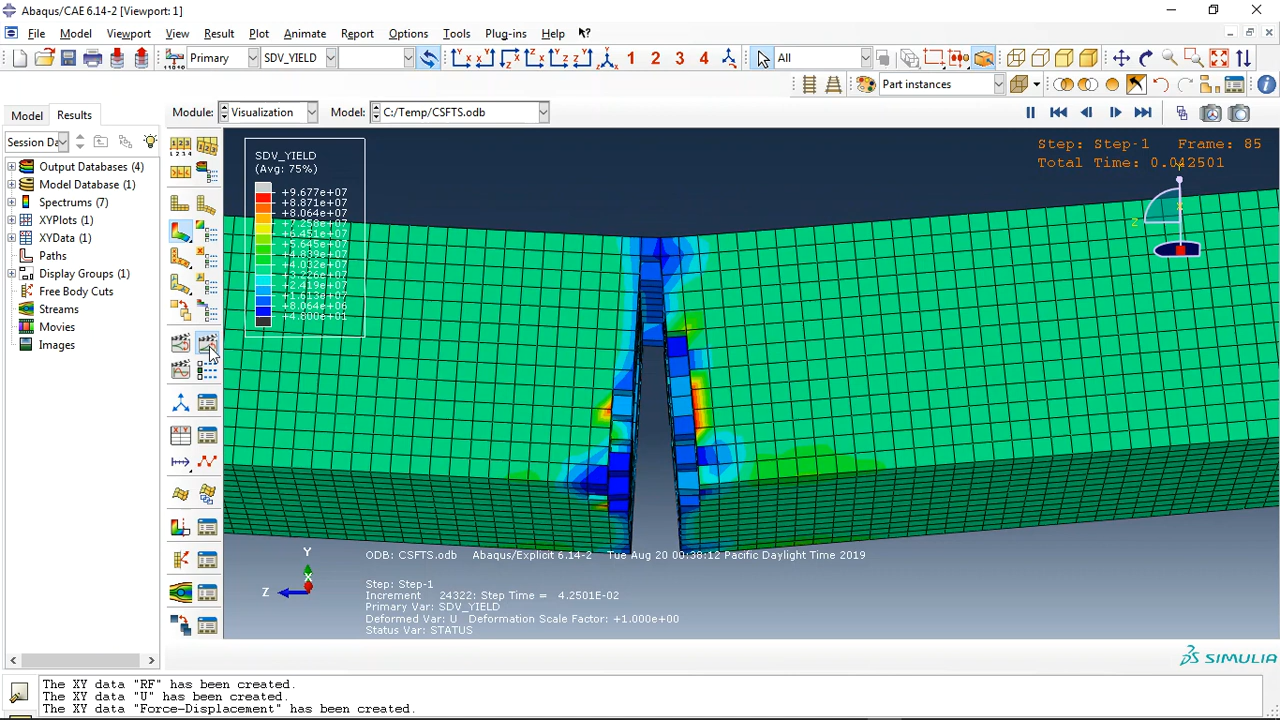 Abaqus/CAE 6.14-2 [Viewport: 1]
File Model Viewport View Result Plot Animate Report Options Tools Plug-ins Help
Primary SDV_YIELD 1 2 3 4 All
Part instances
Model Results Module: Visualization Model: C:/Temp/CSFTS.odb
Session Da
Output Databases (4)
Model Database (1)
Spectrums (7)
XYPlots (1)
XYData (1)
Paths
Display Groups (1)
Free Body Cuts
Streams
Movies
Images
SDV_YIELD
(Avg: 75%)
+9.677e+07
+8.871e+07
+8.064e+07
+7.258e+07
+6.451e+07
+5.645e+07
+4.839e+07
+4.032e+07
+3.226e+07
+2.419e+07
+1.613e+07
+8.064e+06
+4.800e+01
Step: Step-1 Frame: 85
Total Time: 0.042501
Y
X
Z
Y
X
Z
ODB: CSFTS.odb Abaqus/Explicit 6.14-2 Tue Aug 20 00:38:12 Pacific Daylight Time 2019
Step: Step-1
Increment 24322: Step Time = 4.2501E-02
Primary Var: SDV_YIELD
Deformed Var: U Deformation Scale Factor: +1.000e+00
Status Var: STATUS
SIMULIA
The XY data "RF" has been created.
The XY data "U" has been created.
The XY data "Force-Displacement" has been created.